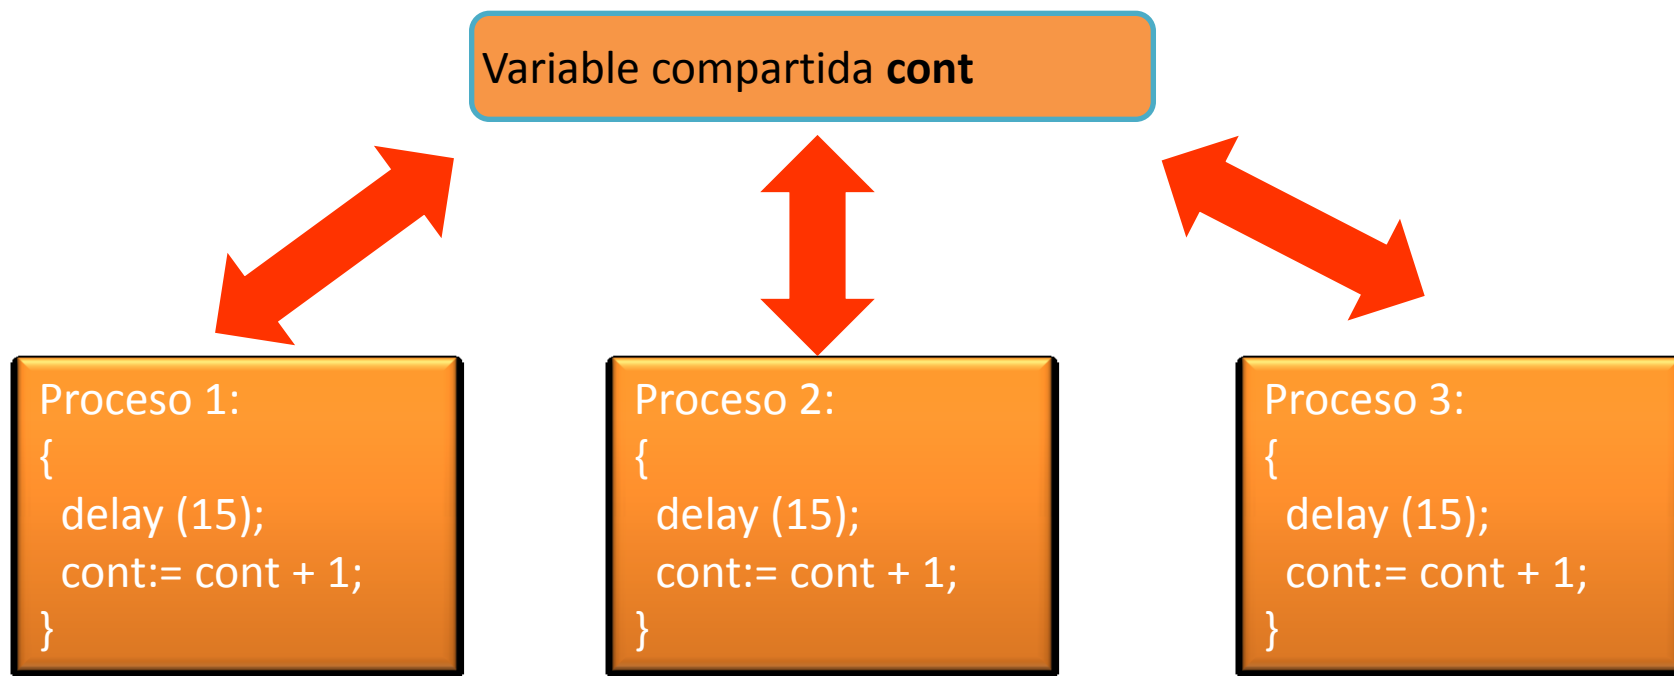 Variable compartida cont
Proceso 1:
{
delay (15);
cont:= cont + 1;
}
Proceso 2:
{
delay (15);
cont:= cont + 1;
}
Proceso 3:
{
delay (15);
cont:= cont + 1;
}